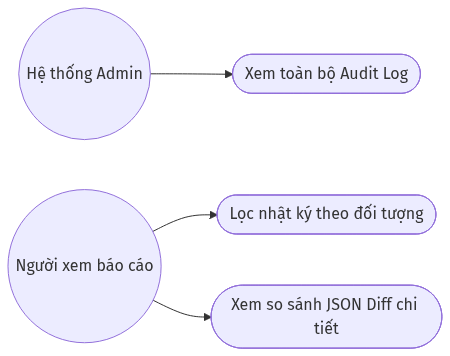 Hệ thống Admin
Xem toàn bộ Audit Log
Lọc nhật ký theo đối tượng
Người xem báo cáo
Xem so sánh JSON Diff chi
tiết